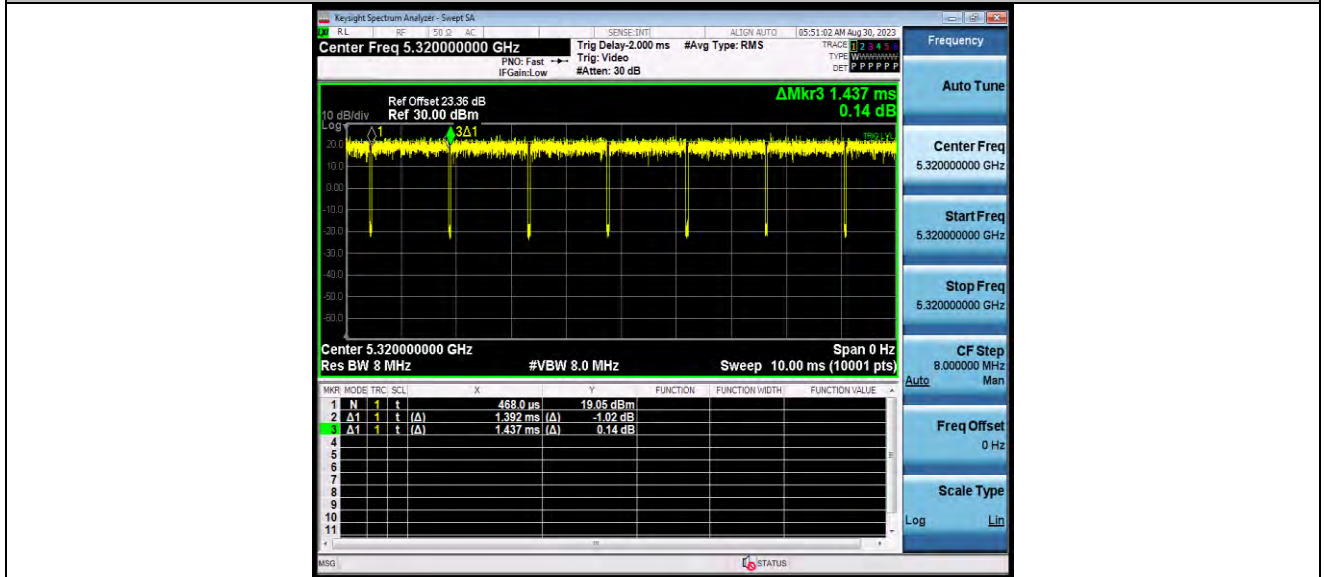 Keysight Spectrum Analyzer - Swept SA
RL RF 50 Ω AC SENSE:INT ALIGN AUTO 05:51:02 AM Aug 30, 2023
Center Freq 5.320000000 GHz
Trig Delay-2.000 ms #Avg Type: RMS
TRACE 1 2 3 4 5 6
PNO: Fast Trig: Video
TYPE WWWWWW
IFGain:Low #Atten: 30 dB
DET P P P P P P
ΔMkr3 1.437 ms
0.14 dB
Ref Offset 23.36 dB
10 dB/div Ref 30.00 dBm
Log
1 3Δ1
TRIG LVL
20.0
10.0
0.00
-10.0
-20.0
-30.0
-40.0
-50.0
-60.0
Center 5.320000000 GHz Span 0 Hz
Res BW 8 MHz #VBW 8.0 MHz Sweep 10.00 ms (10001 pts)
MKR MODE TRC SCL X Y FUNCTION FUNCTION WIDTH FUNCTION VALUE
1 N 1 t 468.0 µs 19.05 dBm
2 Δ1 1 t (Δ) 1.392 ms (Δ) -1.02 dB
3 Δ1 1 t (Δ) 1.437 ms (Δ) 0.14 dB
4
5
6
7
8
9
10
11
MSG STATUS
Frequency
Auto Tune
Center Freq
5.320000000 GHz
Start Freq
5.320000000 GHz
Stop Freq
5.320000000 GHz
CF Step
8.000000 MHz
Auto Man
Freq Offset
0 Hz
Scale Type
Log Lin